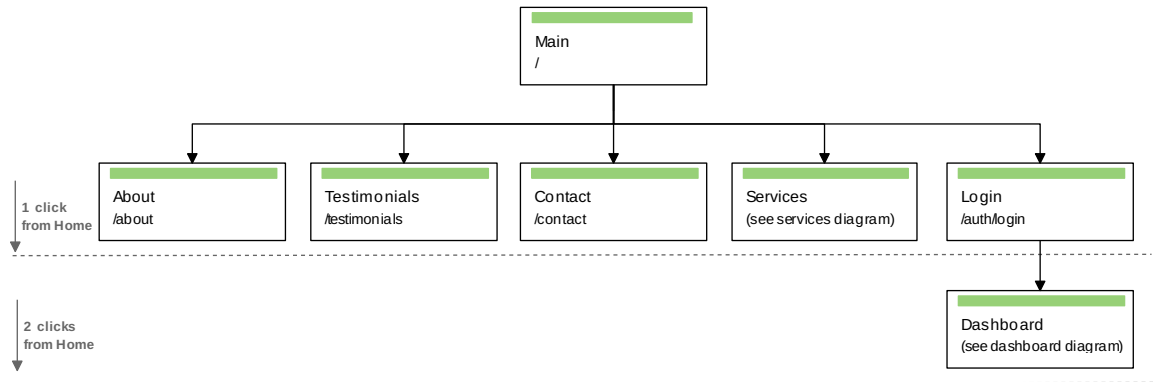 Main
/
About
/about
Testimonials
/testimonials
Contact
/contact
Services
(see services diagram)
Login
/auth/login
1 click
from Home
Dashboard
(see dashboard diagram)
2 clicks
from Home